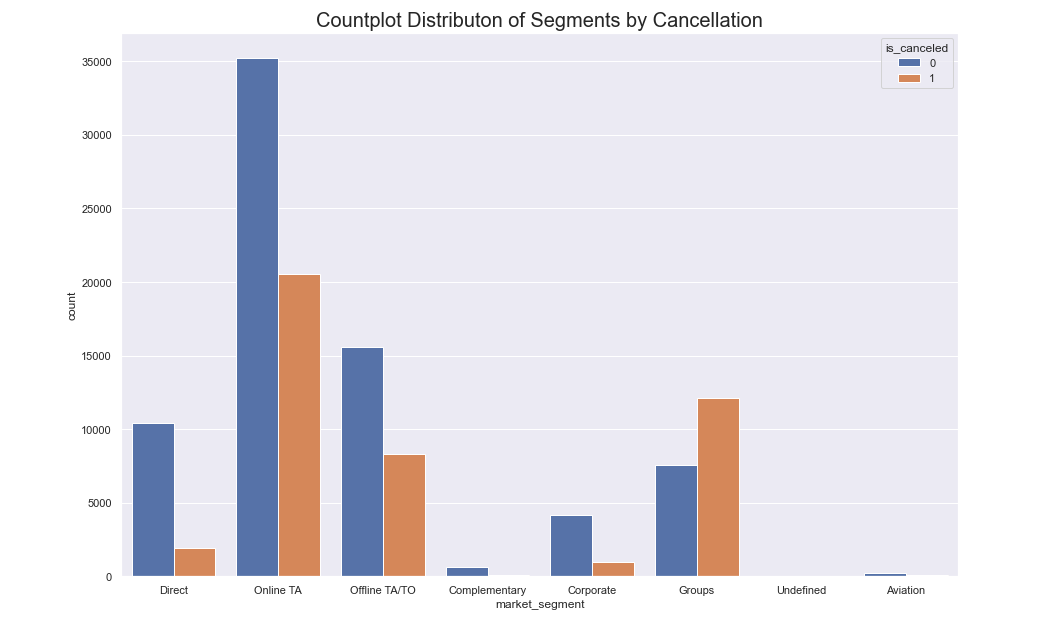 Countplot Distributon of Segments by Cancellation
is_canceled
0
1
35000
30000
25000
20000
15000
10000
5000
0
count
Direct Online TA Offline TA/TO Complementary Corporate Groups Undefined Aviation
market_segment